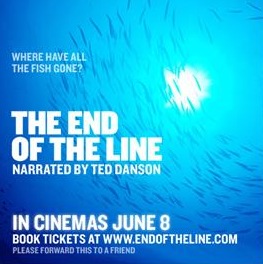 WHERE HAVE ALL
THE FISH GONE?
THE END
OF THE LINE
NARRATED BY TED DANSON
IN CINEMAS JUNE 8
BOOK TICKETS AT WWW.ENDOFTHELINE.COM
PLEASE FORWARD THIS TO A FRIEND